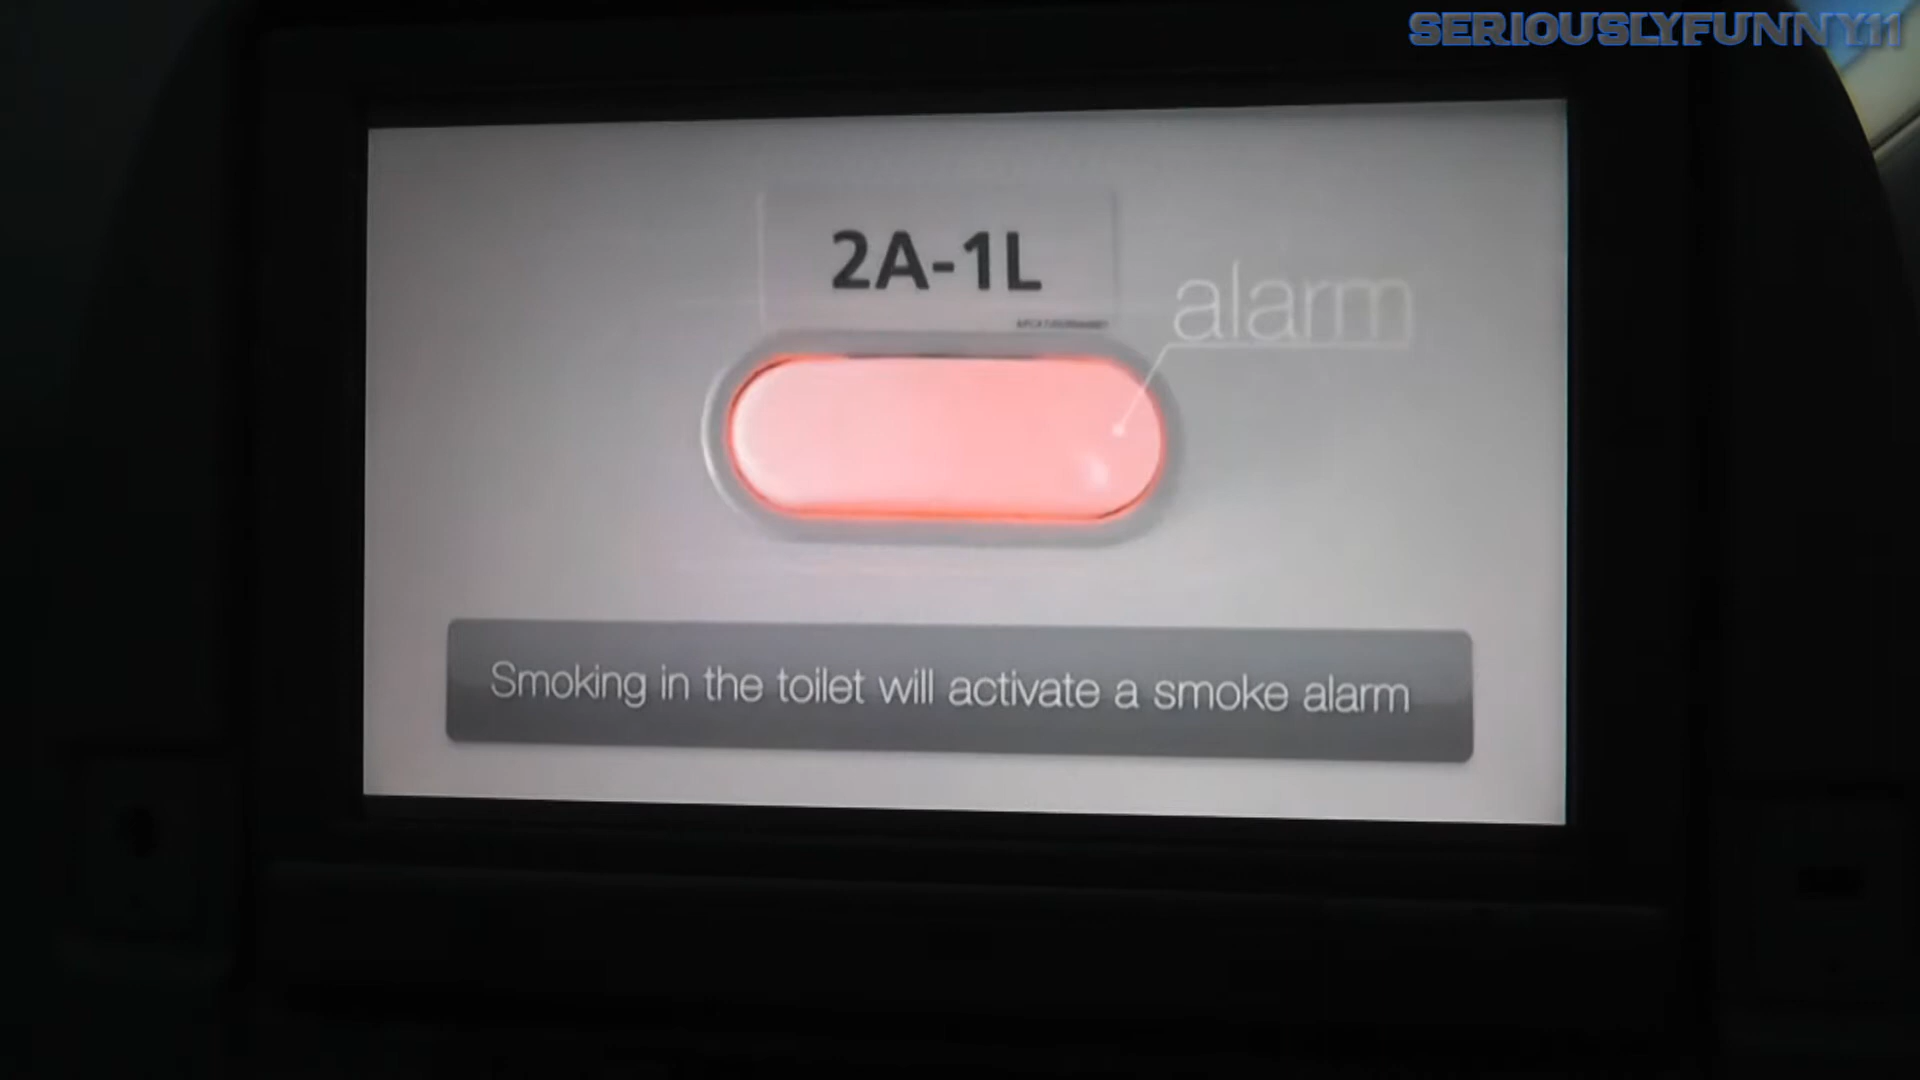 SERIOUSLYFUNNY11
2A-1L
alarm
Smoking in the toilet will activate a smoke alarm